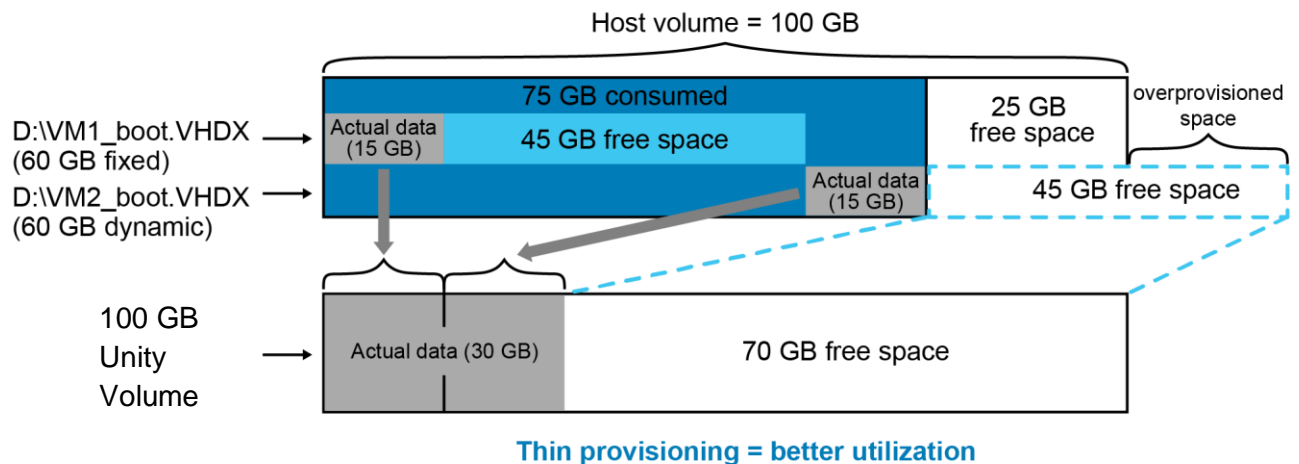 Host volume = 100 GB
75 GB consumed
25 GB
free space
overprovisioned
space
D:\VM1_boot.VHDX
(60 GB fixed)
Actual data
(15 GB)
45 GB free space
D:\VM2_boot.VHDX
(60 GB dynamic)
Actual data
(15 GB)
45 GB free space
100 GB
Unity
Volume
Actual data (30 GB)
70 GB free space
Thin provisioning = better utilization